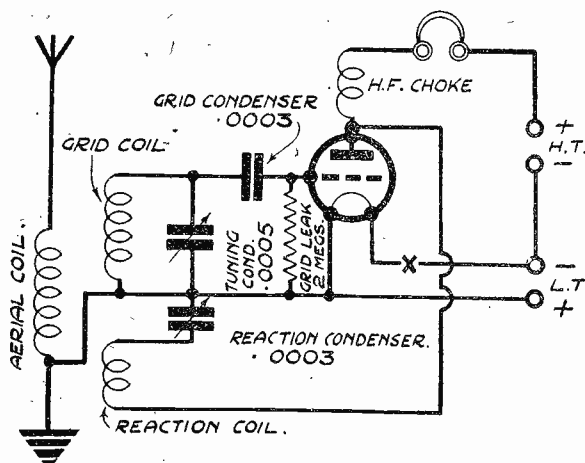 H.F. CHOKE
GRID CONDENSER
.0003
GRID COIL
+
H.T.
-
AERIAL COIL.
TUNING
COND.
.0005
GRID LEAK
2 MEGS.
X
-
L.T
+
REACTION CONDENSER.
.0003
REACTION COIL.